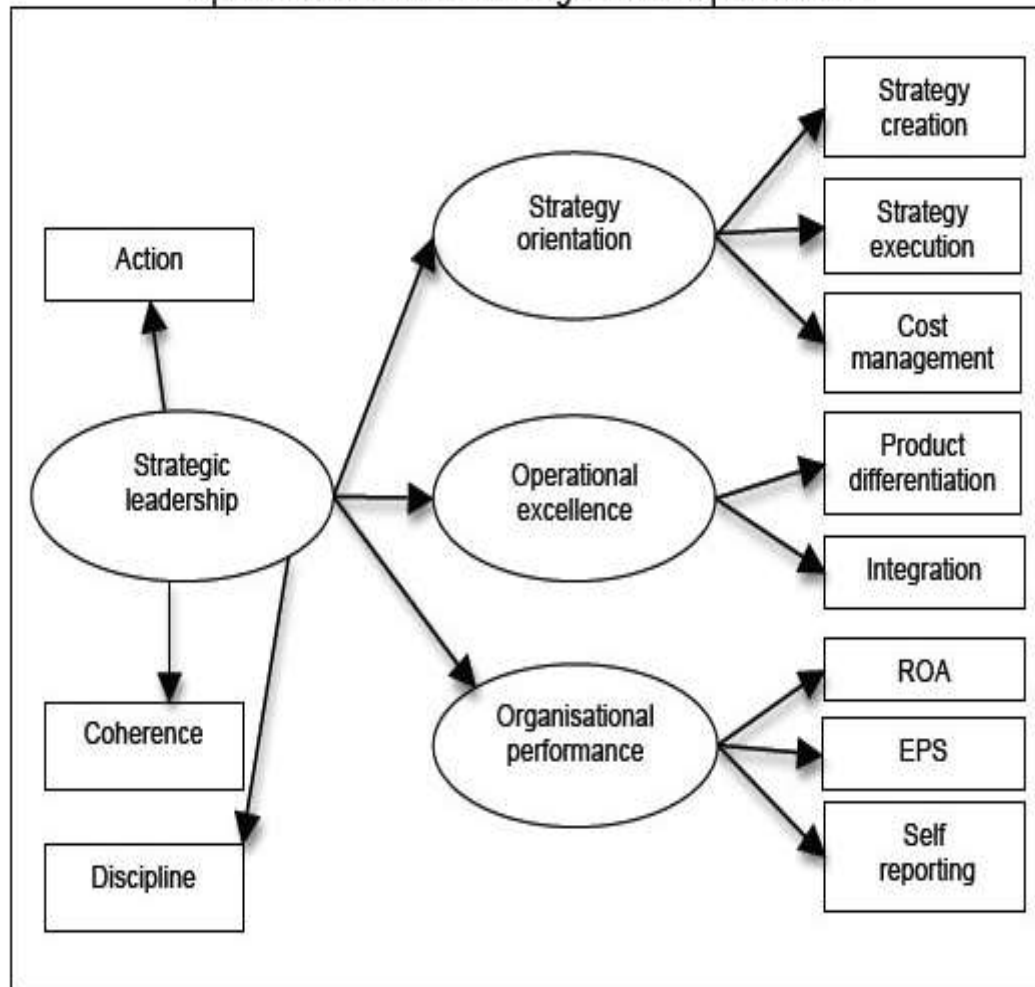 Strategy
creation
Strategy
orientation
Strategy
execution
Action
Cost
management
Strategic
leadership
Operational
excellence
Product
differentiation
Integration
Organisational
performance
ROA
Coherence
EPS
Discipline
Self
reporting